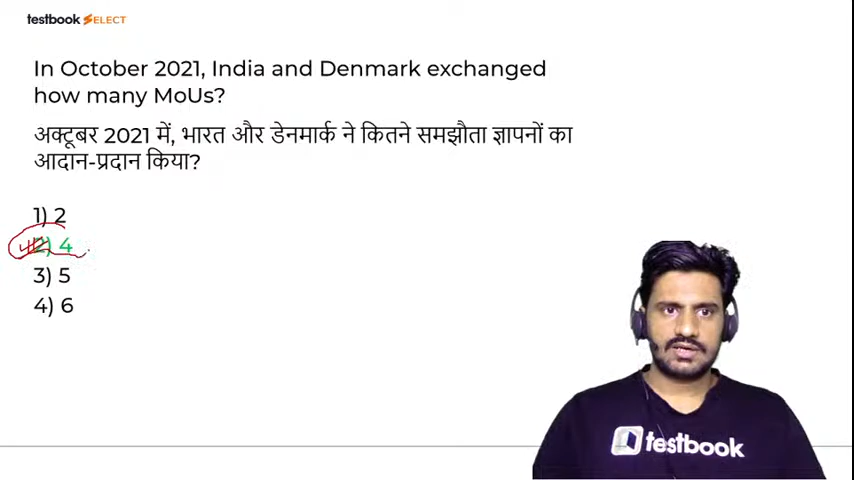 testbook SELECT
In October 2021, India and Denmark exchanged
how many MoUs?
अक्टूबर 2021 में, भारत और डेनमार्क ने कितने समझौता ज्ञापनों का
आदान-प्रदान किया?
1) 2
2) 4
3) 5
4) 6
testbook